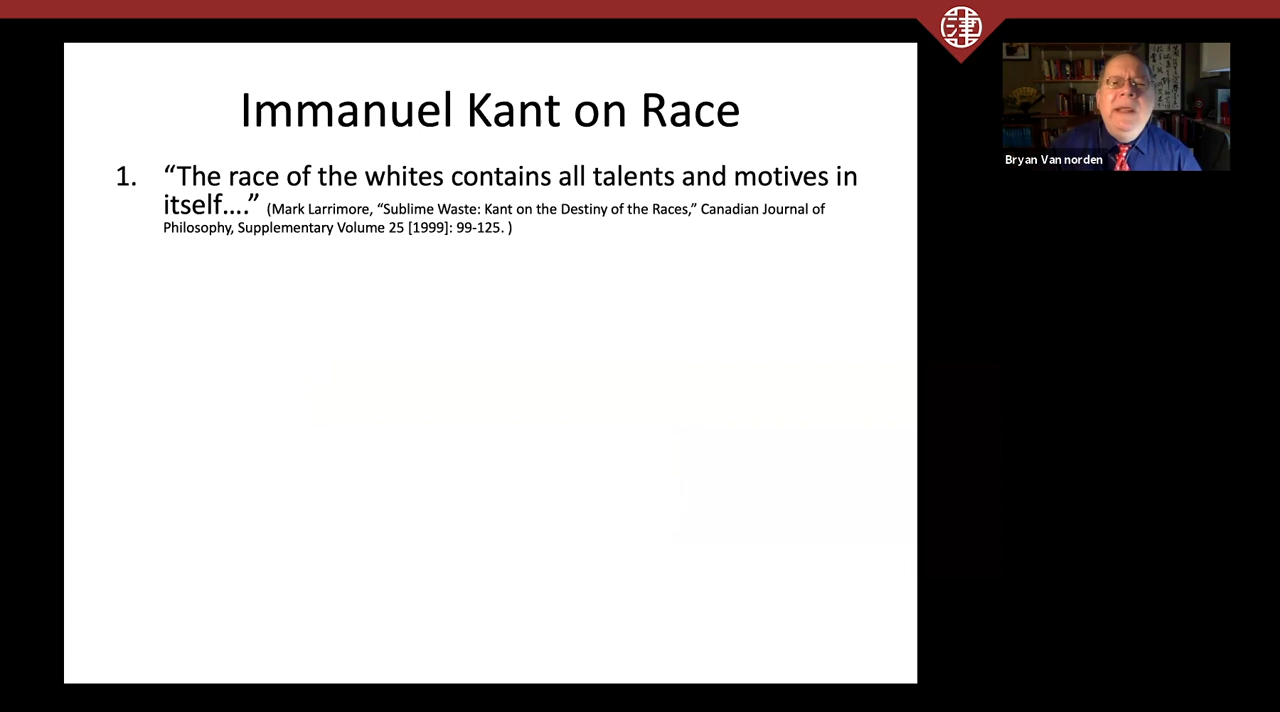 津
Immanuel Kant on Race
1. “The race of the whites contains all talents and motives in
itself….” (Mark Larrimore, “Sublime Waste: Kant on the Destiny of the Races,” Canadian Journal of
Philosophy, Supplementary Volume 25 [1999]: 99-125. )
Bryan Van norden